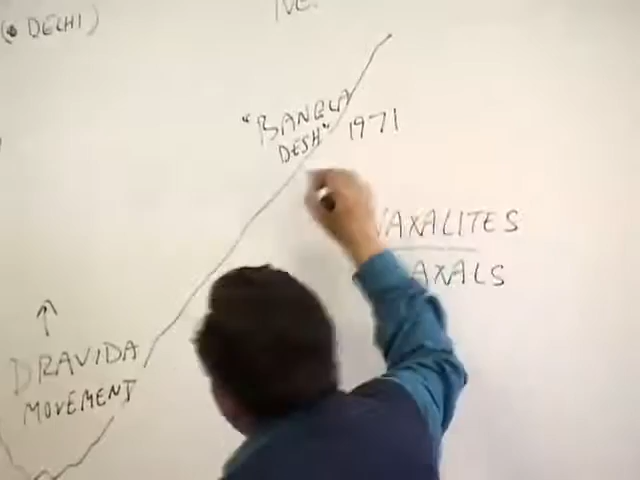 (• DELHI)
"BANGLA
DESH" 1971
NAXALITES
NAXALS
DRAVIDA
MOVEMENT